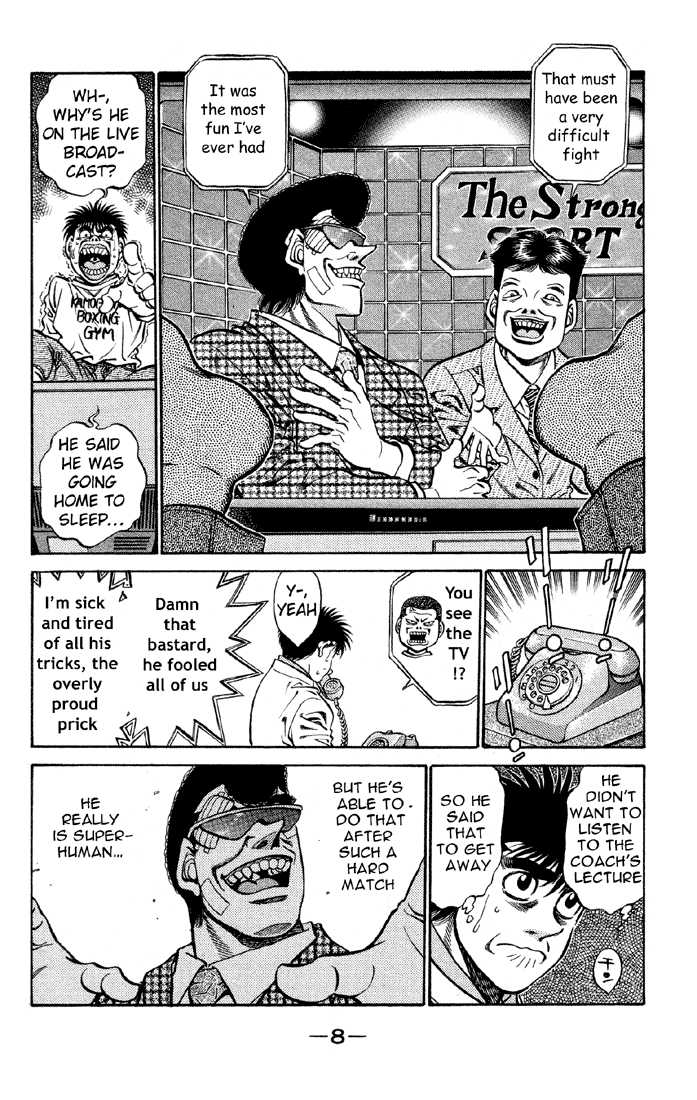 That must
have been
a very
difficult
fight
It was
the most
fun I've
ever had
The Strong
SPORT
WH-,
WHY'S HE
ON THE LIVE
BROAD-
CAST?
BOXING
GYM
HE SAID
HE WAS
GOING
HOME TO
SLEEP...
You
see
the
TV
!?
Y-,
YEAH
Damn
that
bastard,
he fooled
all of us
I'm sick
and tired
of all his
tricks, the
overly
proud
prick
HE
DIDN'T
WANT TO
LISTEN
TO THE
COACH'S
LECTURE
SO HE
SAID
THAT
TO GET
AWAY
BUT HE'S
ABLE TO
DO THAT
AFTER
SUCH A
HARD
MATCH
HE
REALLY
IS SUPER-
HUMAN...
—8—